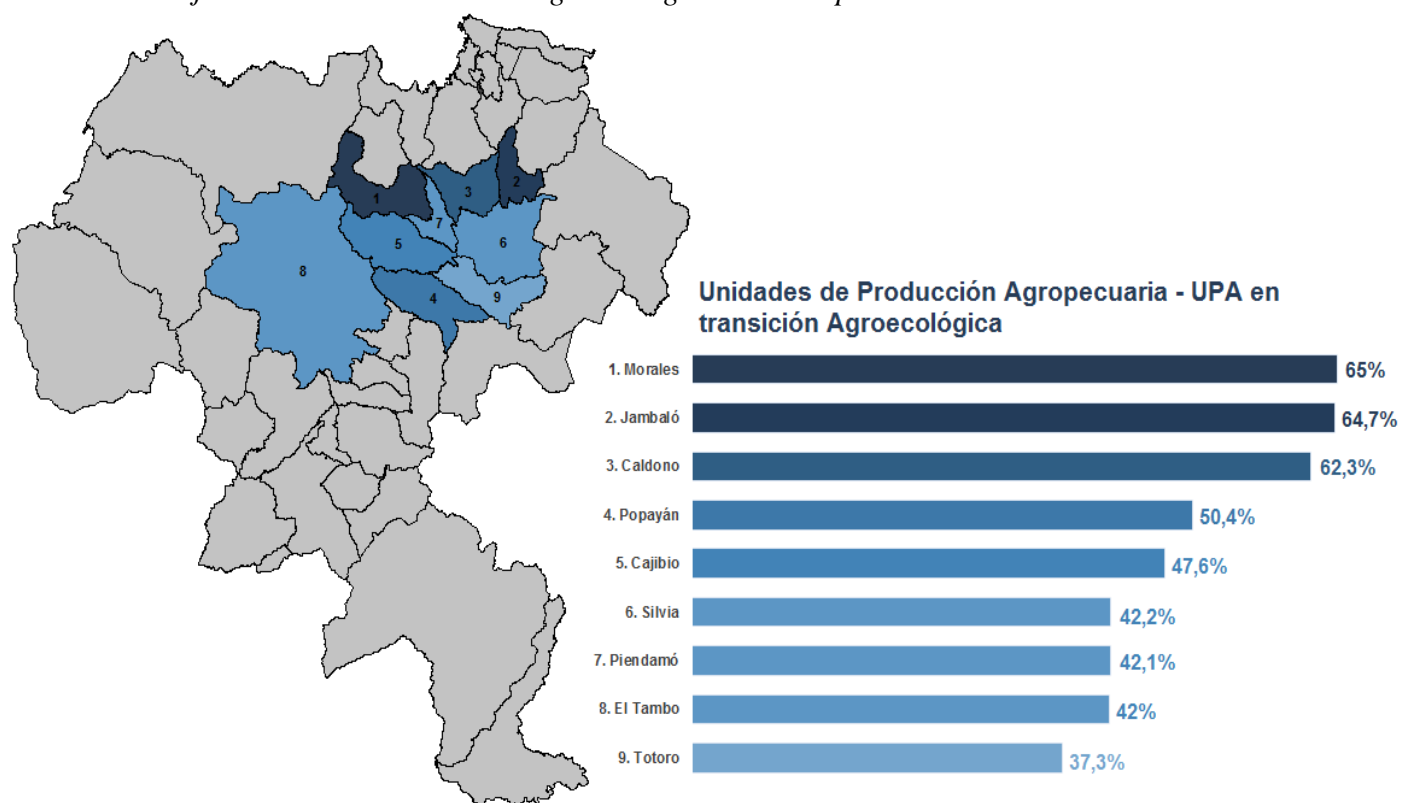 1
2
3
7
5
6
8
4
9
Unidades de Producción Agropecuaria - UPA en
transición Agroecológica
1. Morales 65%
2. Jambaló 64,7%
3. Caldono 62,3%
4. Popayán 50,4%
5. Cajibio 47,6%
6. Silvia 42,2%
7. Piendamó 42,1%
8. El Tambo 42%
9. Totoro 37,3%